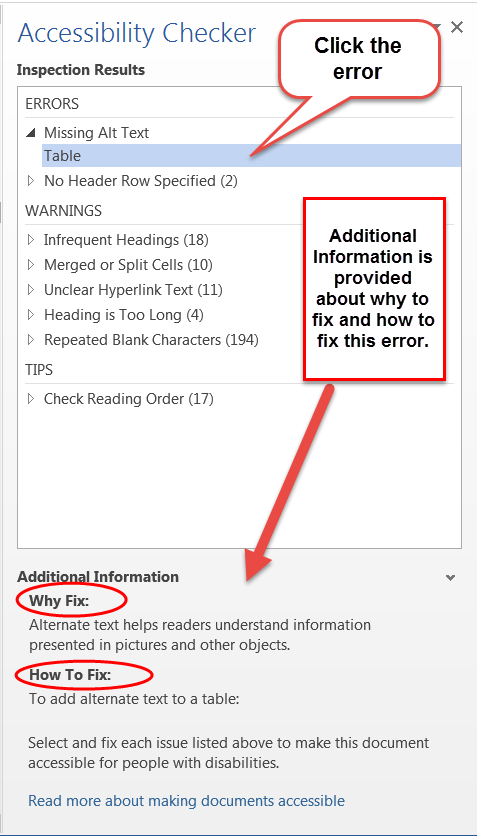 Accessibility Checker
Click the
error
Inspection Results
ERRORS
Missing Alt Text
Table
No Header Row Specified (2)
WARNINGS
Infrequent Headings (18)
Merged or Split Cells (10)
Unclear Hyperlink Text (11)
Heading is Too Long (4)
Repeated Blank Characters (194)
TIPS
Check Reading Order (17)
Additional
Information is
provided
about why to
fix and how to
fix this error.
Additional Information
Why Fix:
Alternate text helps readers understand information
presented in pictures and other objects.
How To Fix:
To add alternate text to a table:
Select and fix each issue listed above to make this document
accessible for people with disabilities.
Read more about making documents accessible